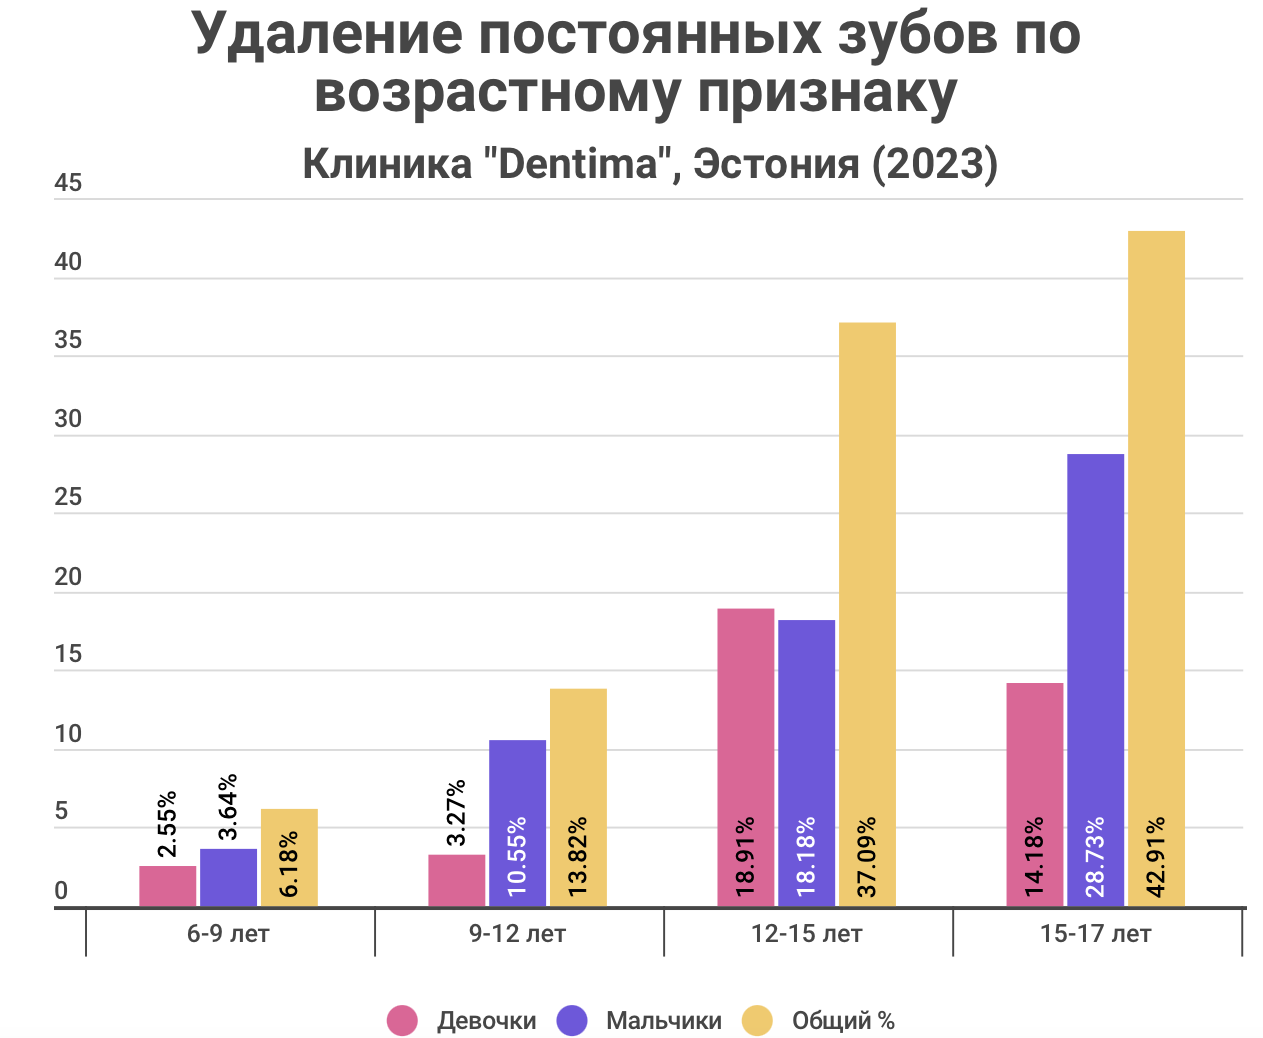 Удаление постоянных зубов по
возрастному признаку
Клиника "Dentima", Эстония (2023)
45
40
35
30
25
20
15
10
5
0
2.55%
3.64%
6.18%
3.27%
10.55%
13.82%
18.91%
18.18%
37.09%
14.18%
28.73%
42.91%
6-9 лет
9-12 лет
12-15 лет
15-17 лет
Девочки
Мальчики
Общий %